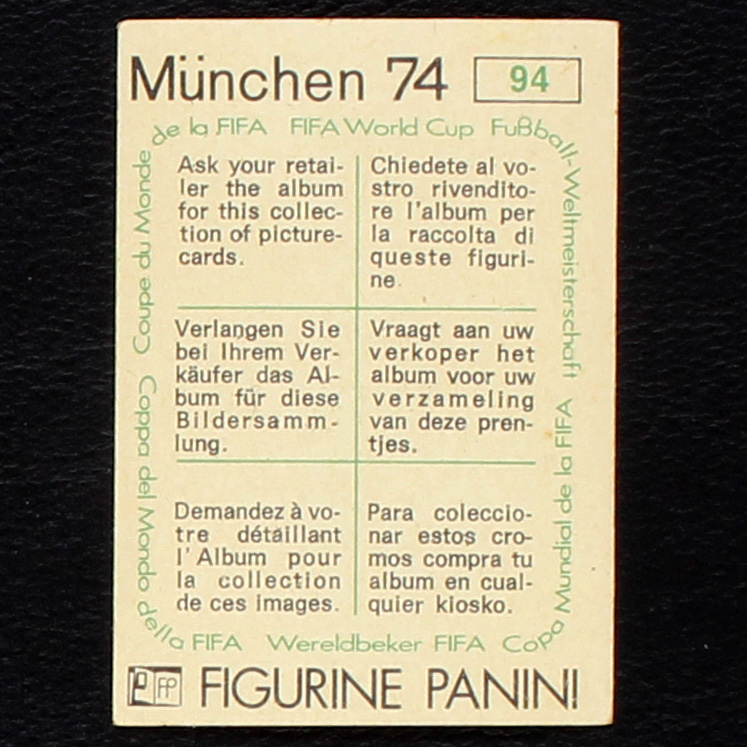 München 74
94
de la FIFA FIFA World Cup Fußball-Weltmeisterschaft
Ask your retai-
ler the album
for this collec-
tion of picture-
cards.
Chiedete al vo-
stro rivendito-
re l'album per
la raccolta di
queste figuri-
ne.
Verlangen Sie
bei Ihrem Ver-
käufer das Al-
bum für diese
Bildersamm-
lung.
Vraagt aan uw
verkoper het
album voor uw
verzameling
van deze pren-
tjes.
Demandez à vo-
tre détaillant
l'Album pour
la collection
de ces images.
Para coleccio-
nar estos cro-
mos compra tu
album en cual-
quier kiosko.
Copa Mundial de la FIFA
Wereldbeker FIFA
Coppa del Mondo della FIFA
Coupe du Monde
FP
FIGURINE PANINI